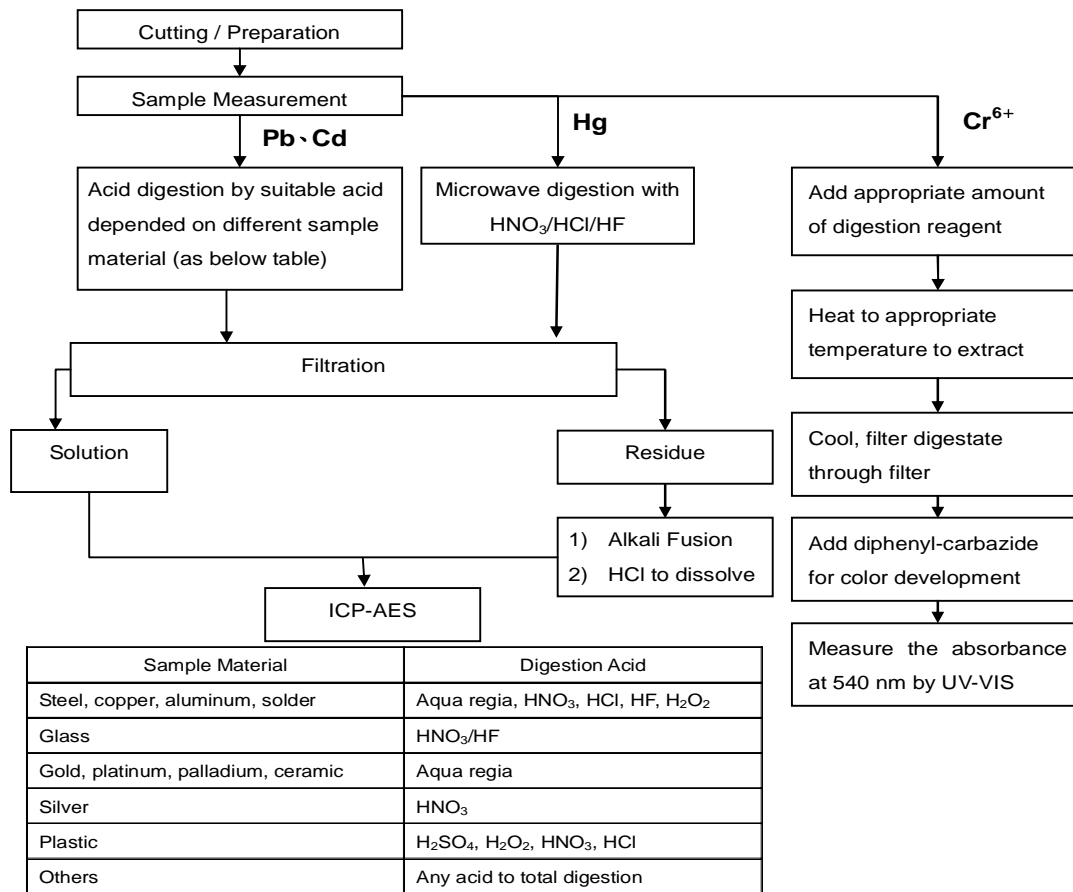 Cutting / Preparation
Sample Measurement
Pb、Cd
Hg
Cr⁶⁺
Acid digestion by suitable acid
depended on different sample
material (as below table)
Microwave digestion with
HNO₃/HCl/HF
Add appropriate amount
of digestion reagent
Heat to appropriate
temperature to extract
Filtration
Solution
Residue
Cool, filter digestate
through filter
1) Alkali Fusion
2) HCl to dissolve
Add diphenyl-carbazide
for color development
ICP-AES
Measure the absorbance
at 540 nm by UV-VIS
Sample Material Digestion Acid
Steel, copper, aluminum, solder Aqua regia, HNO₃, HCl, HF, H₂O₂
Glass HNO₃/HF
Gold, platinum, palladium, ceramic Aqua regia
Silver HNO₃
Plastic H₂SO₄, H₂O₂, HNO₃, HCl
Others Any acid to total digestion